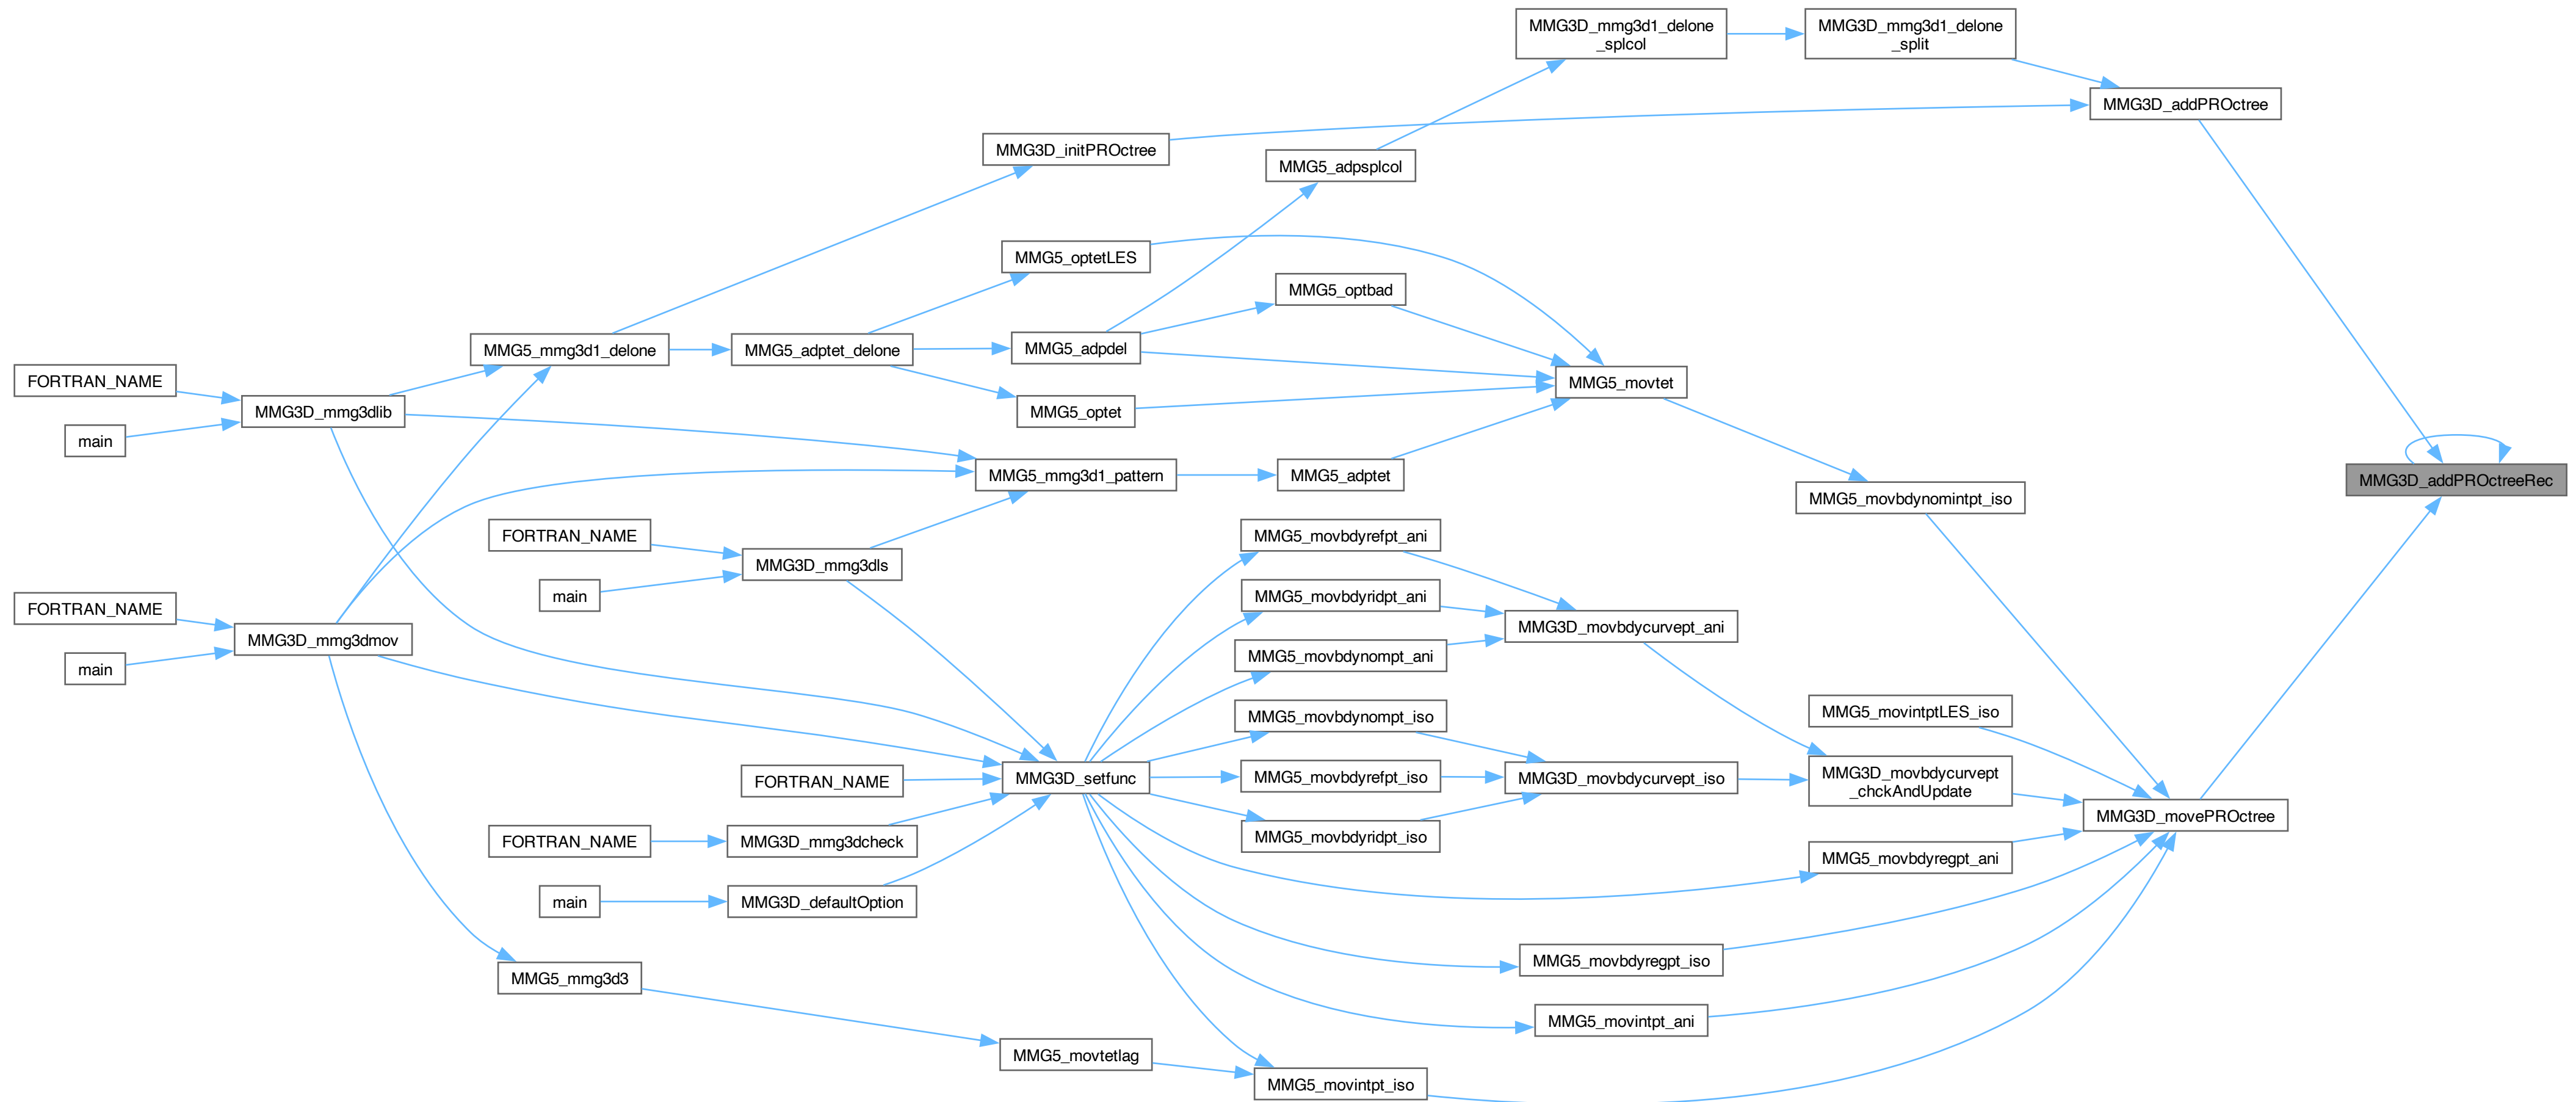 MMG3D_mmg3d1_delone
_splcol
MMG3D_mmg3d1_delone
_split
MMG3D_addPROctree
MMG3D_initPROctree
MMG5_adpsplcol
MMG5_optetLES
MMG5_optbad
MMG5_mmg3d1_delone
MMG5_adptet_delone
MMG5_adpdel
FORTRAN_NAME
MMG5_movtet
MMG3D_mmg3dlib
MMG5_optet
main
MMG5_mmg3d1_pattern
MMG5_adptet
MMG3D_addPROctreeRec
MMG5_movbdynomintpt_iso
FORTRAN_NAME
MMG5_movbdyrefpt_ani
MMG3D_mmg3dls
main
MMG5_movbdyridpt_ani
FORTRAN_NAME
MMG3D_movbdycurvept_ani
MMG3D_mmg3dmov
MMG5_movbdynompt_ani
main
MMG5_movbdynompt_iso
MMG5_movintptLES_iso
FORTRAN_NAME
MMG3D_setfunc
MMG5_movbdyrefpt_iso
MMG3D_movbdycurvept_iso
MMG3D_movbdycurvept
_chckAndUpdate
MMG3D_movePROctree
FORTRAN_NAME
MMG3D_mmg3dcheck
MMG5_movbdyridpt_iso
MMG5_movbdyregpt_ani
main
MMG3D_defaultOption
MMG5_movbdyregpt_iso
MMG5_mmg3d3
MMG5_movintpt_ani
MMG5_movtetlag
MMG5_movintpt_iso